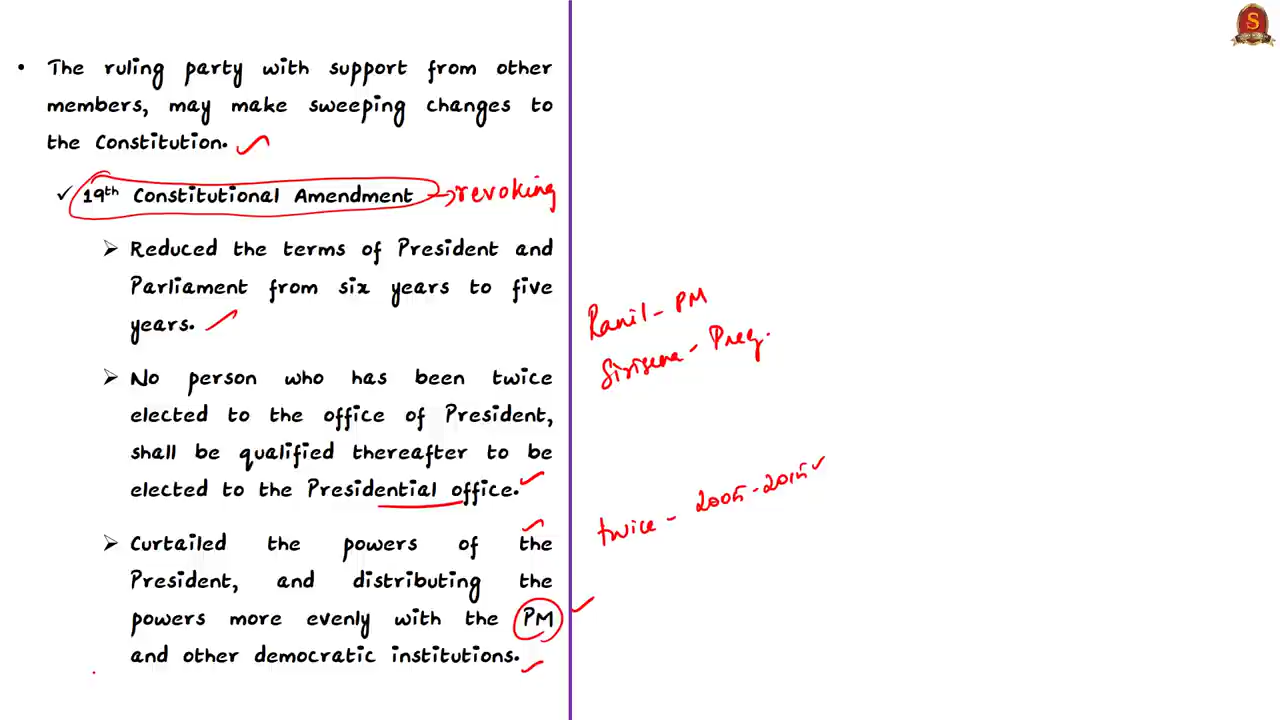 • The ruling party with support from other
members, may make sweeping changes to
the Constitution.
✓ 19th Constitutional Amendment → revoking
➢ Reduced the terms of President and
Parliament from six years to five
years.
➢ No person who has been twice
elected to the office of President,
shall be qualified thereafter to be
elected to the Presidential office.
➢ Curtailed the powers of the
President, and distributing the
powers more evenly with the PM
and other democratic institutions.
Ranil - PM
Sirisena - Prez.
twice - 2005-2015 ✓
S